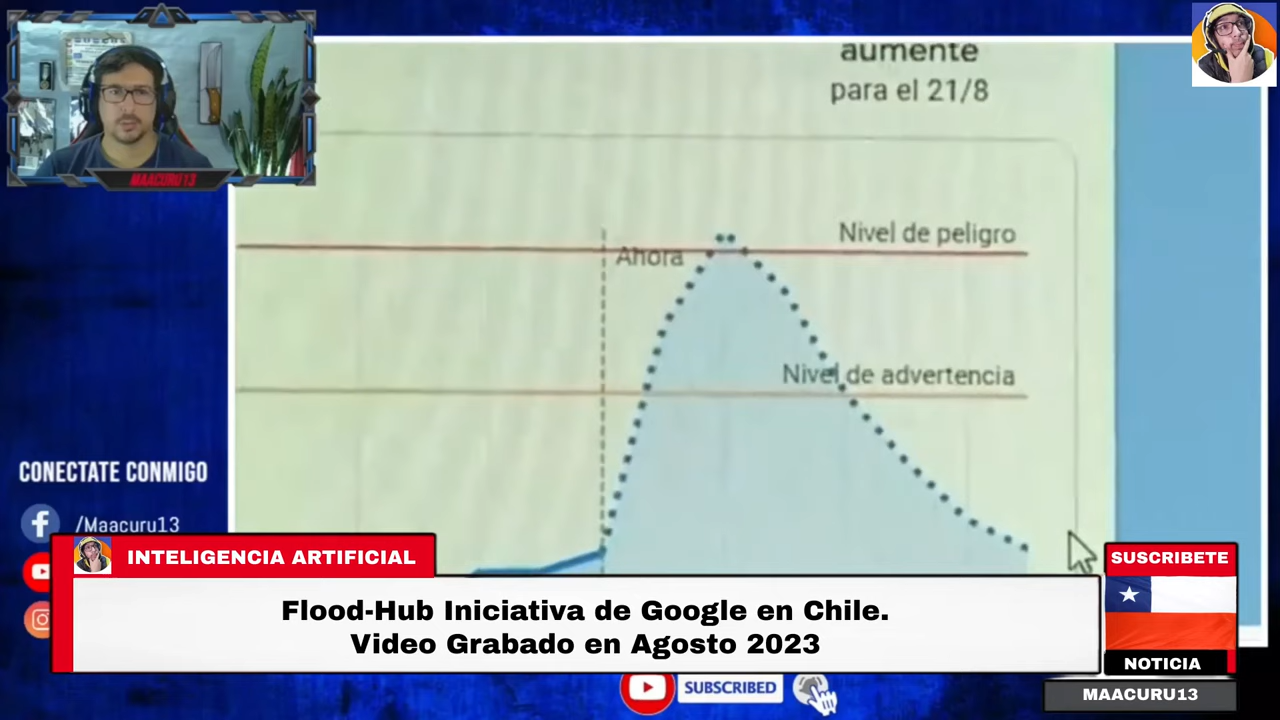 MAACURU13
aumente
para el 21/8
Nivel de peligro
Ahora
Nivel de advertencia
CONECTATE CONMIGO
/Maacuru13
INTELIGENCIA ARTIFICIAL
Flood-Hub Iniciativa de Google en Chile.
Video Grabado en Agosto 2023
SUSCRIBETE
NOTICIA
SUBSCRIBED
MAACURU13